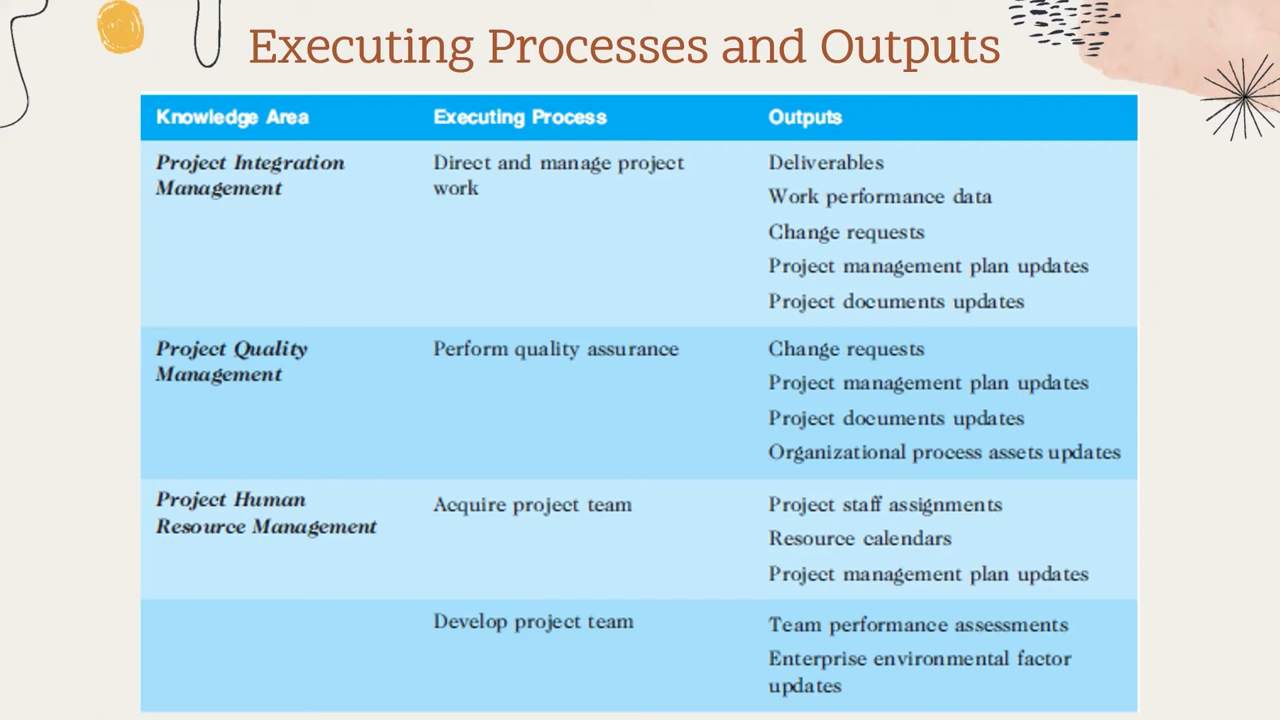 Executing Processes and Outputs
Knowledge Area Executing Process Outputs
Project Integration Management Direct and manage project work Deliverables
Work performance data
Change requests
Project management plan updates
Project documents updates
Project Quality Management Perform quality assurance Change requests
Project management plan updates
Project documents updates
Organizational process assets updates
Project Human Resource Management Acquire project team Project staff assignments
Resource calendars
Project management plan updates
Develop project team Team performance assessments
Enterprise environmental factor
updates